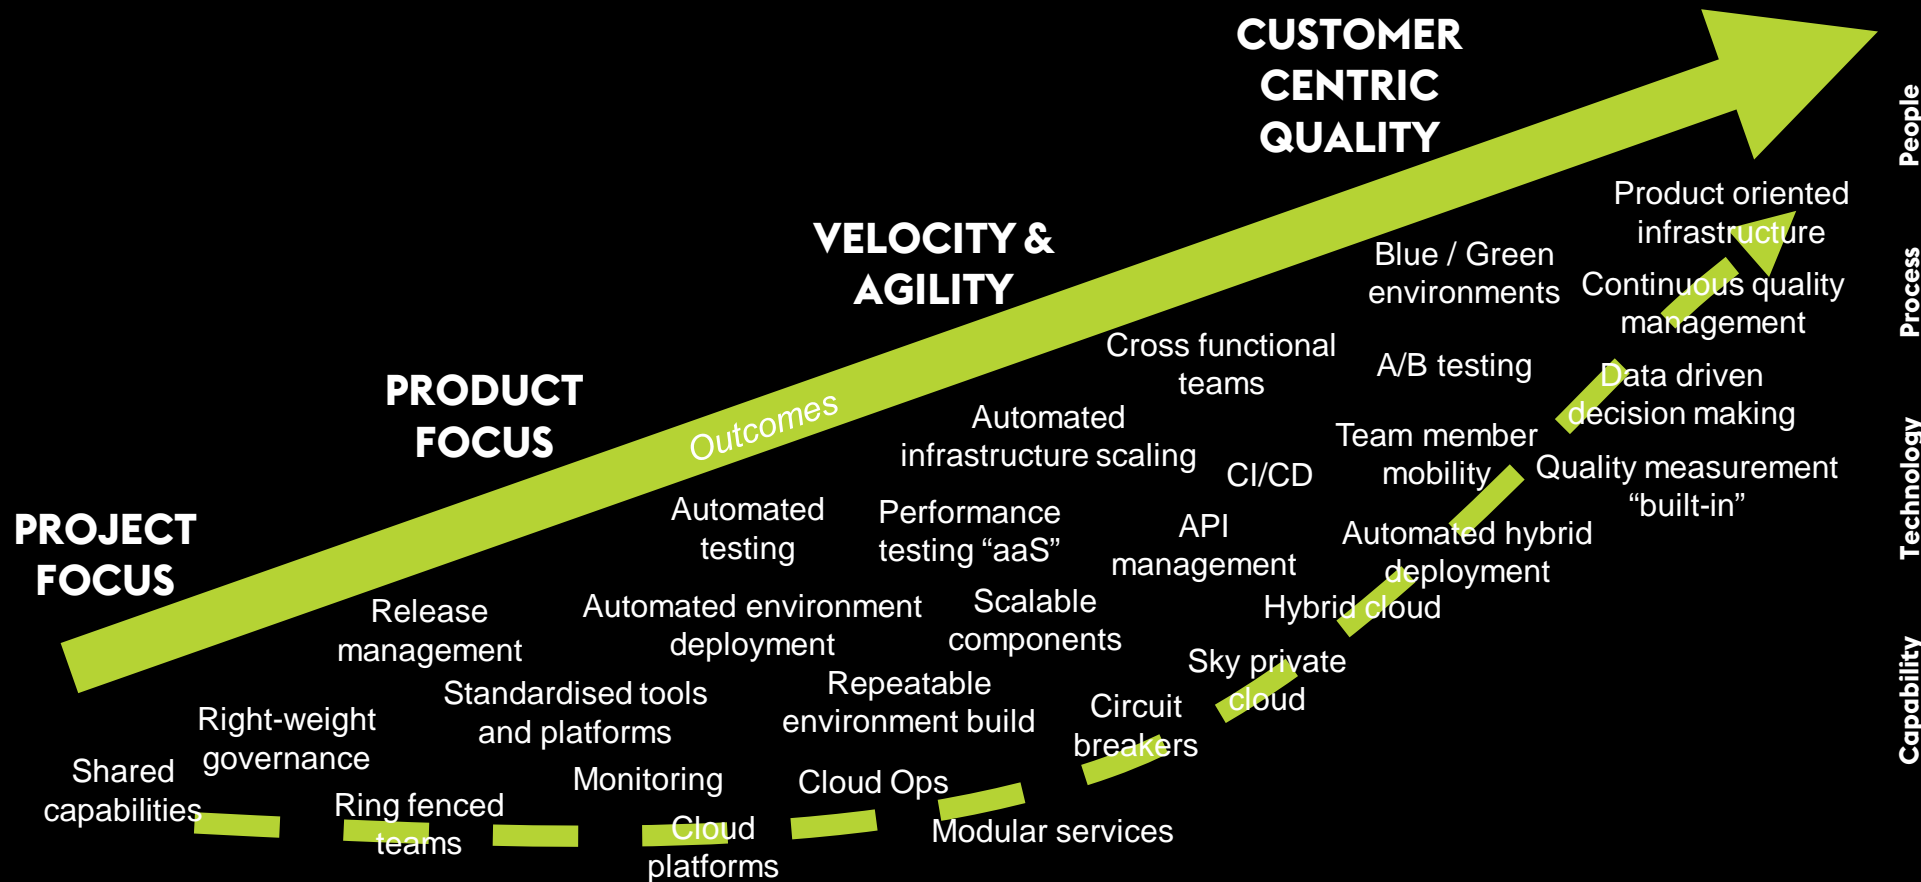 CUSTOMER
CENTRIC
QUALITY
People
Product oriented
infrastructure
VELOCITY &
AGILITY
Blue / Green
environments
Process
Continuous quality
management
Cross functional
teams
A/B testing
Data driven
decision making
PRODUCT
FOCUS
Outcomes
Automated
infrastructure scaling
Team member
mobility
CI/CD
Quality measurement
“built-in”
Technology
PROJECT
FOCUS
Automated
testing
Performance
testing “aaS”
API
management
Automated hybrid
deployment
Release
management
Automated environment
deployment
Scalable
components
Hybrid cloud
Sky private
cloud
Capability
Right-weight
governance
Standardised tools
and platforms
Repeatable
environment build
Circuit
breakers
Shared
capabilities
Monitoring
Cloud Ops
Ring fenced
teams
Cloud
platforms
Modular services